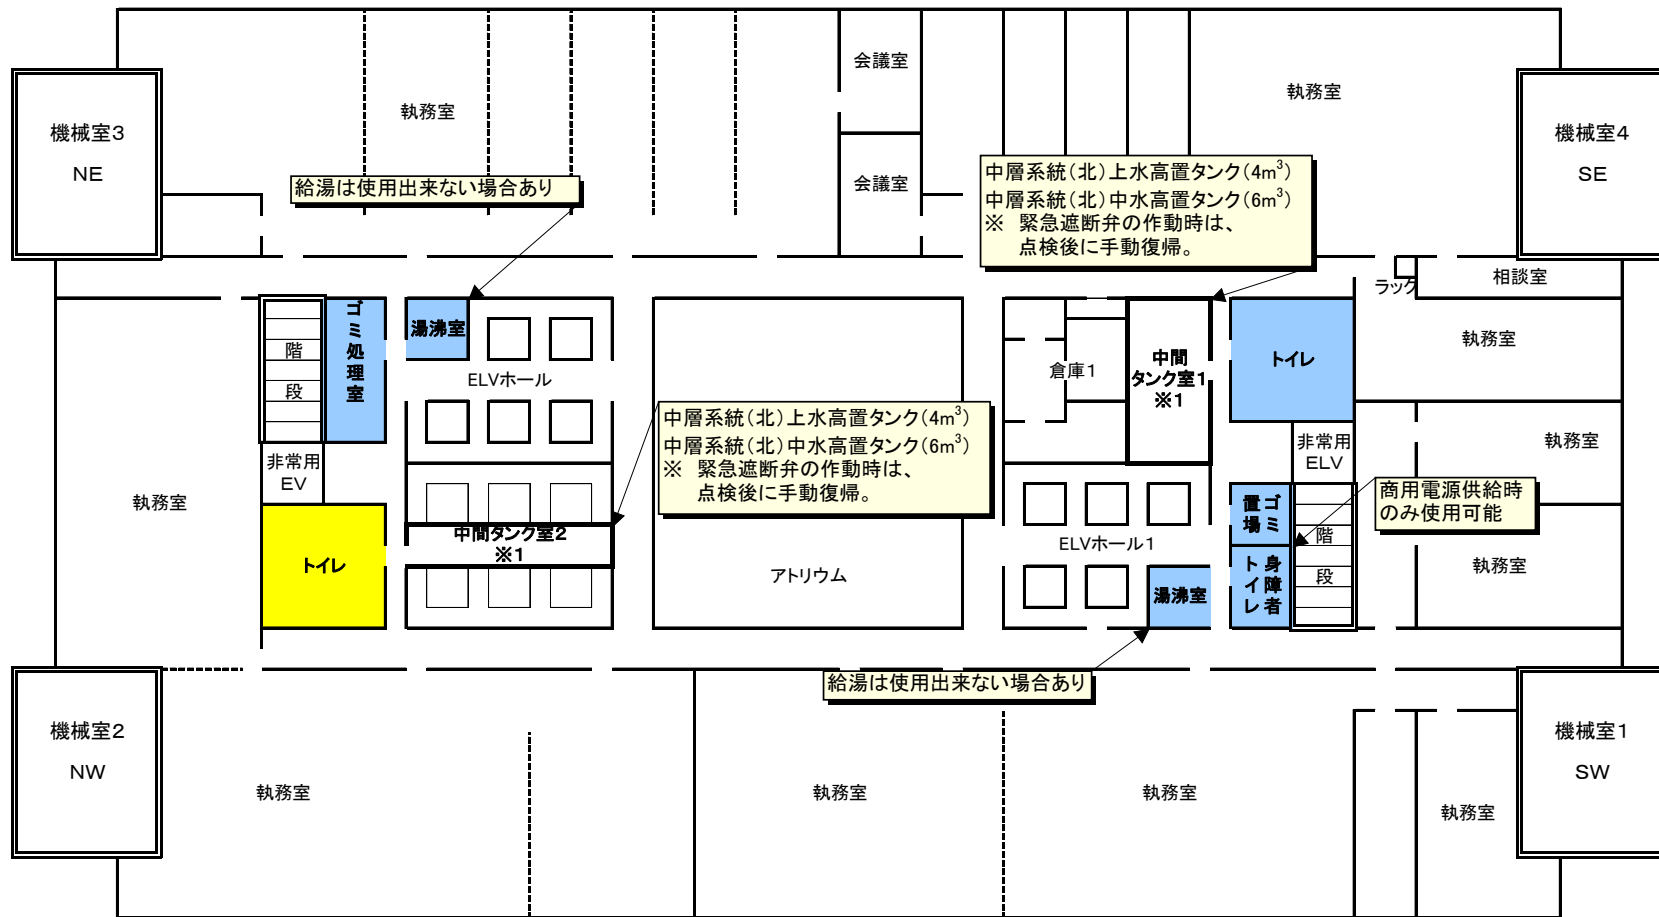 会議室
執務室
執務室
機械室3
NE
機械室4
SE
会議室
給湯は使用出来ない場合あり
中層系統(北)上水高置タンク(4m³)
中層系統(北)中水高置タンク(6m³)
※ 緊急遮断弁の作動時は、
点検後に手動復帰。
相談室
ラック
ゴミ処理室
湯沸室
階段
ELVホール
倉庫1
中間
タンク室1
※1
トイレ
執務室
中層系統(北)上水高置タンク(4m³)
中層系統(北)中水高置タンク(6m³)
※ 緊急遮断弁の作動時は、
点検後に手動復帰。
非常用
EV
非常用
ELV
執務室
執務室
商用電源供給時
のみ使用可能
ゴミ
置場
中間タンク室2
※1
トイレ
アトリウム
ELVホール1
湯沸室
身障者
トイレ
階段
執務室
給湯は使用出来ない場合あり
機械室2
NW
機械室1
SW
執務室
執務室
執務室
執務室